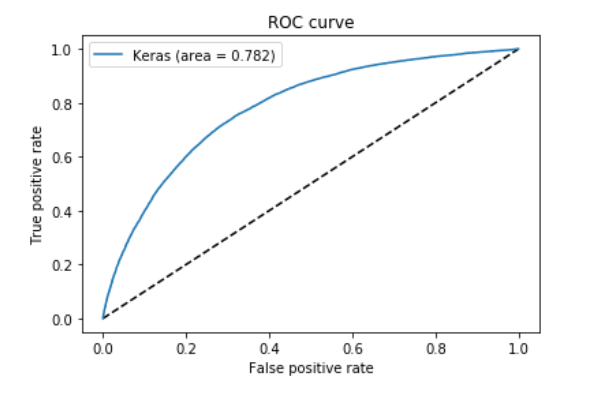 ROC curve
Keras (area = 0.782)
True positive rate
1.0
0.8
0.6
0.4
0.2
0.0
0.0 0.2 0.4 0.6 0.8 1.0
False positive rate